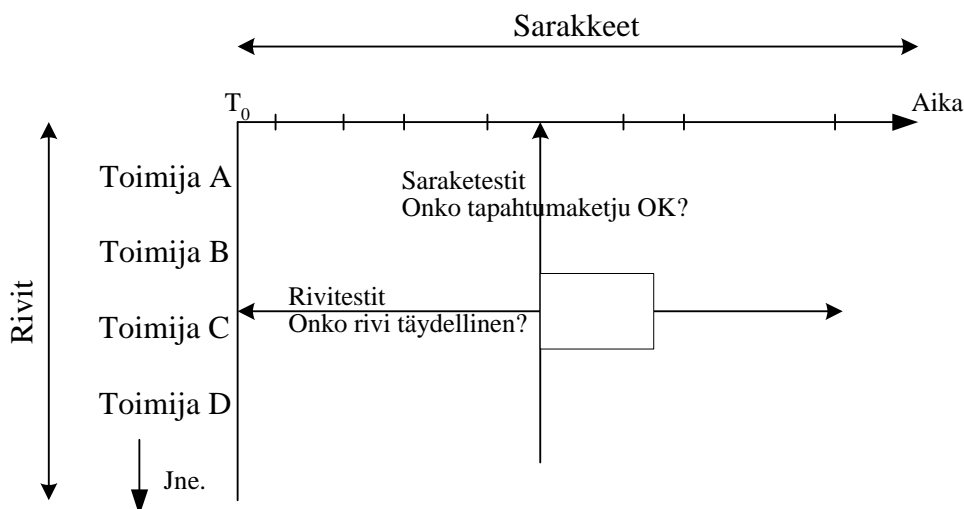 Sarakkeet
T0
Aika
Toimija A
Saraketestit
Onko tapahtumaketju OK?
Toimija B
Rivitestit
Onko rivi täydellinen?
Toimija C
Rivit
Toimija D
Jne.